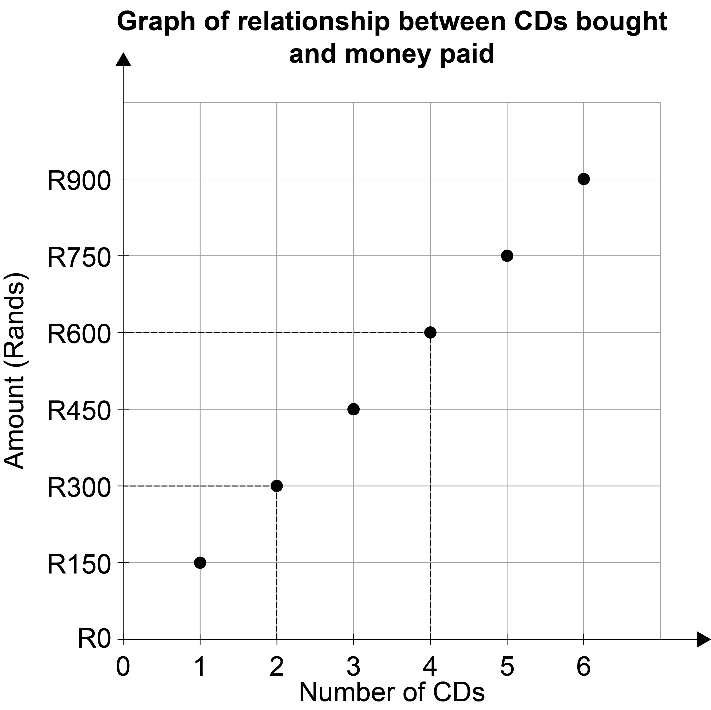 Graph of relationship between CDs bought
and money paid
Amount (Rands)
R900
R750
R600
R450
R300
R150
R0
0 1 2 3 4 5 6
Number of CDs